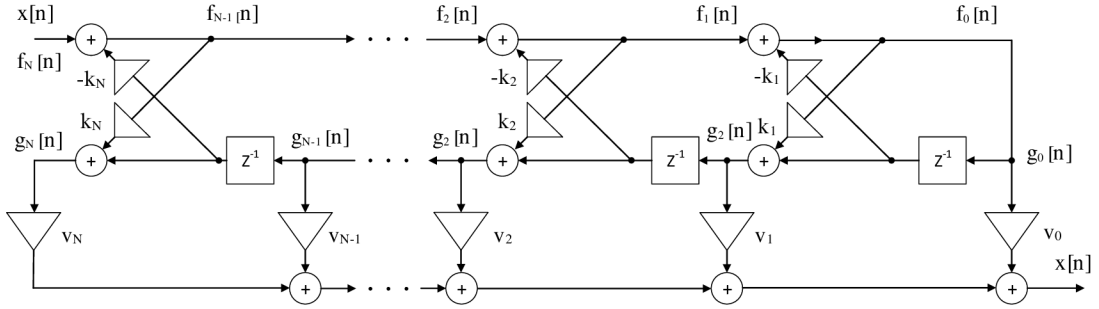 x[n] f_{N-1}[n] f_2[n] f_1[n] f_0[n]
+ · · · + +
f_N[n]
-k_N -k_2 -k_1
k_N k_2 k_1
g_N[n] g_{N-1}[n] g_2[n] g_2[n] g_0[n]
+ Z^{-1} · · · + Z^{-1} + Z^{-1}
v_N v_{N-1} v_2 v_1 v_0
x[n]
+ · · · + + +